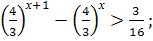 (4/3)^(x+1) − (4/3)^x > 3/16 ;